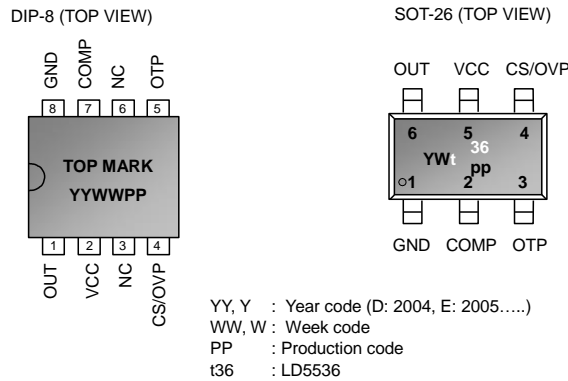 DIP-8 (TOP VIEW)
GND COMP NC OTP
8 7 6 5
TOP MARK
YYWWPP
1 2 3 4
OUT VCC NC CS/OVP
SOT-26 (TOP VIEW)
OUT VCC CS/OVP
6 5 4
YWt 36
pp
1 2 3
GND COMP OTP
YY, Y : Year code (D: 2004, E: 2005…..)
WW, W : Week code
PP : Production code
t36 : LD5536